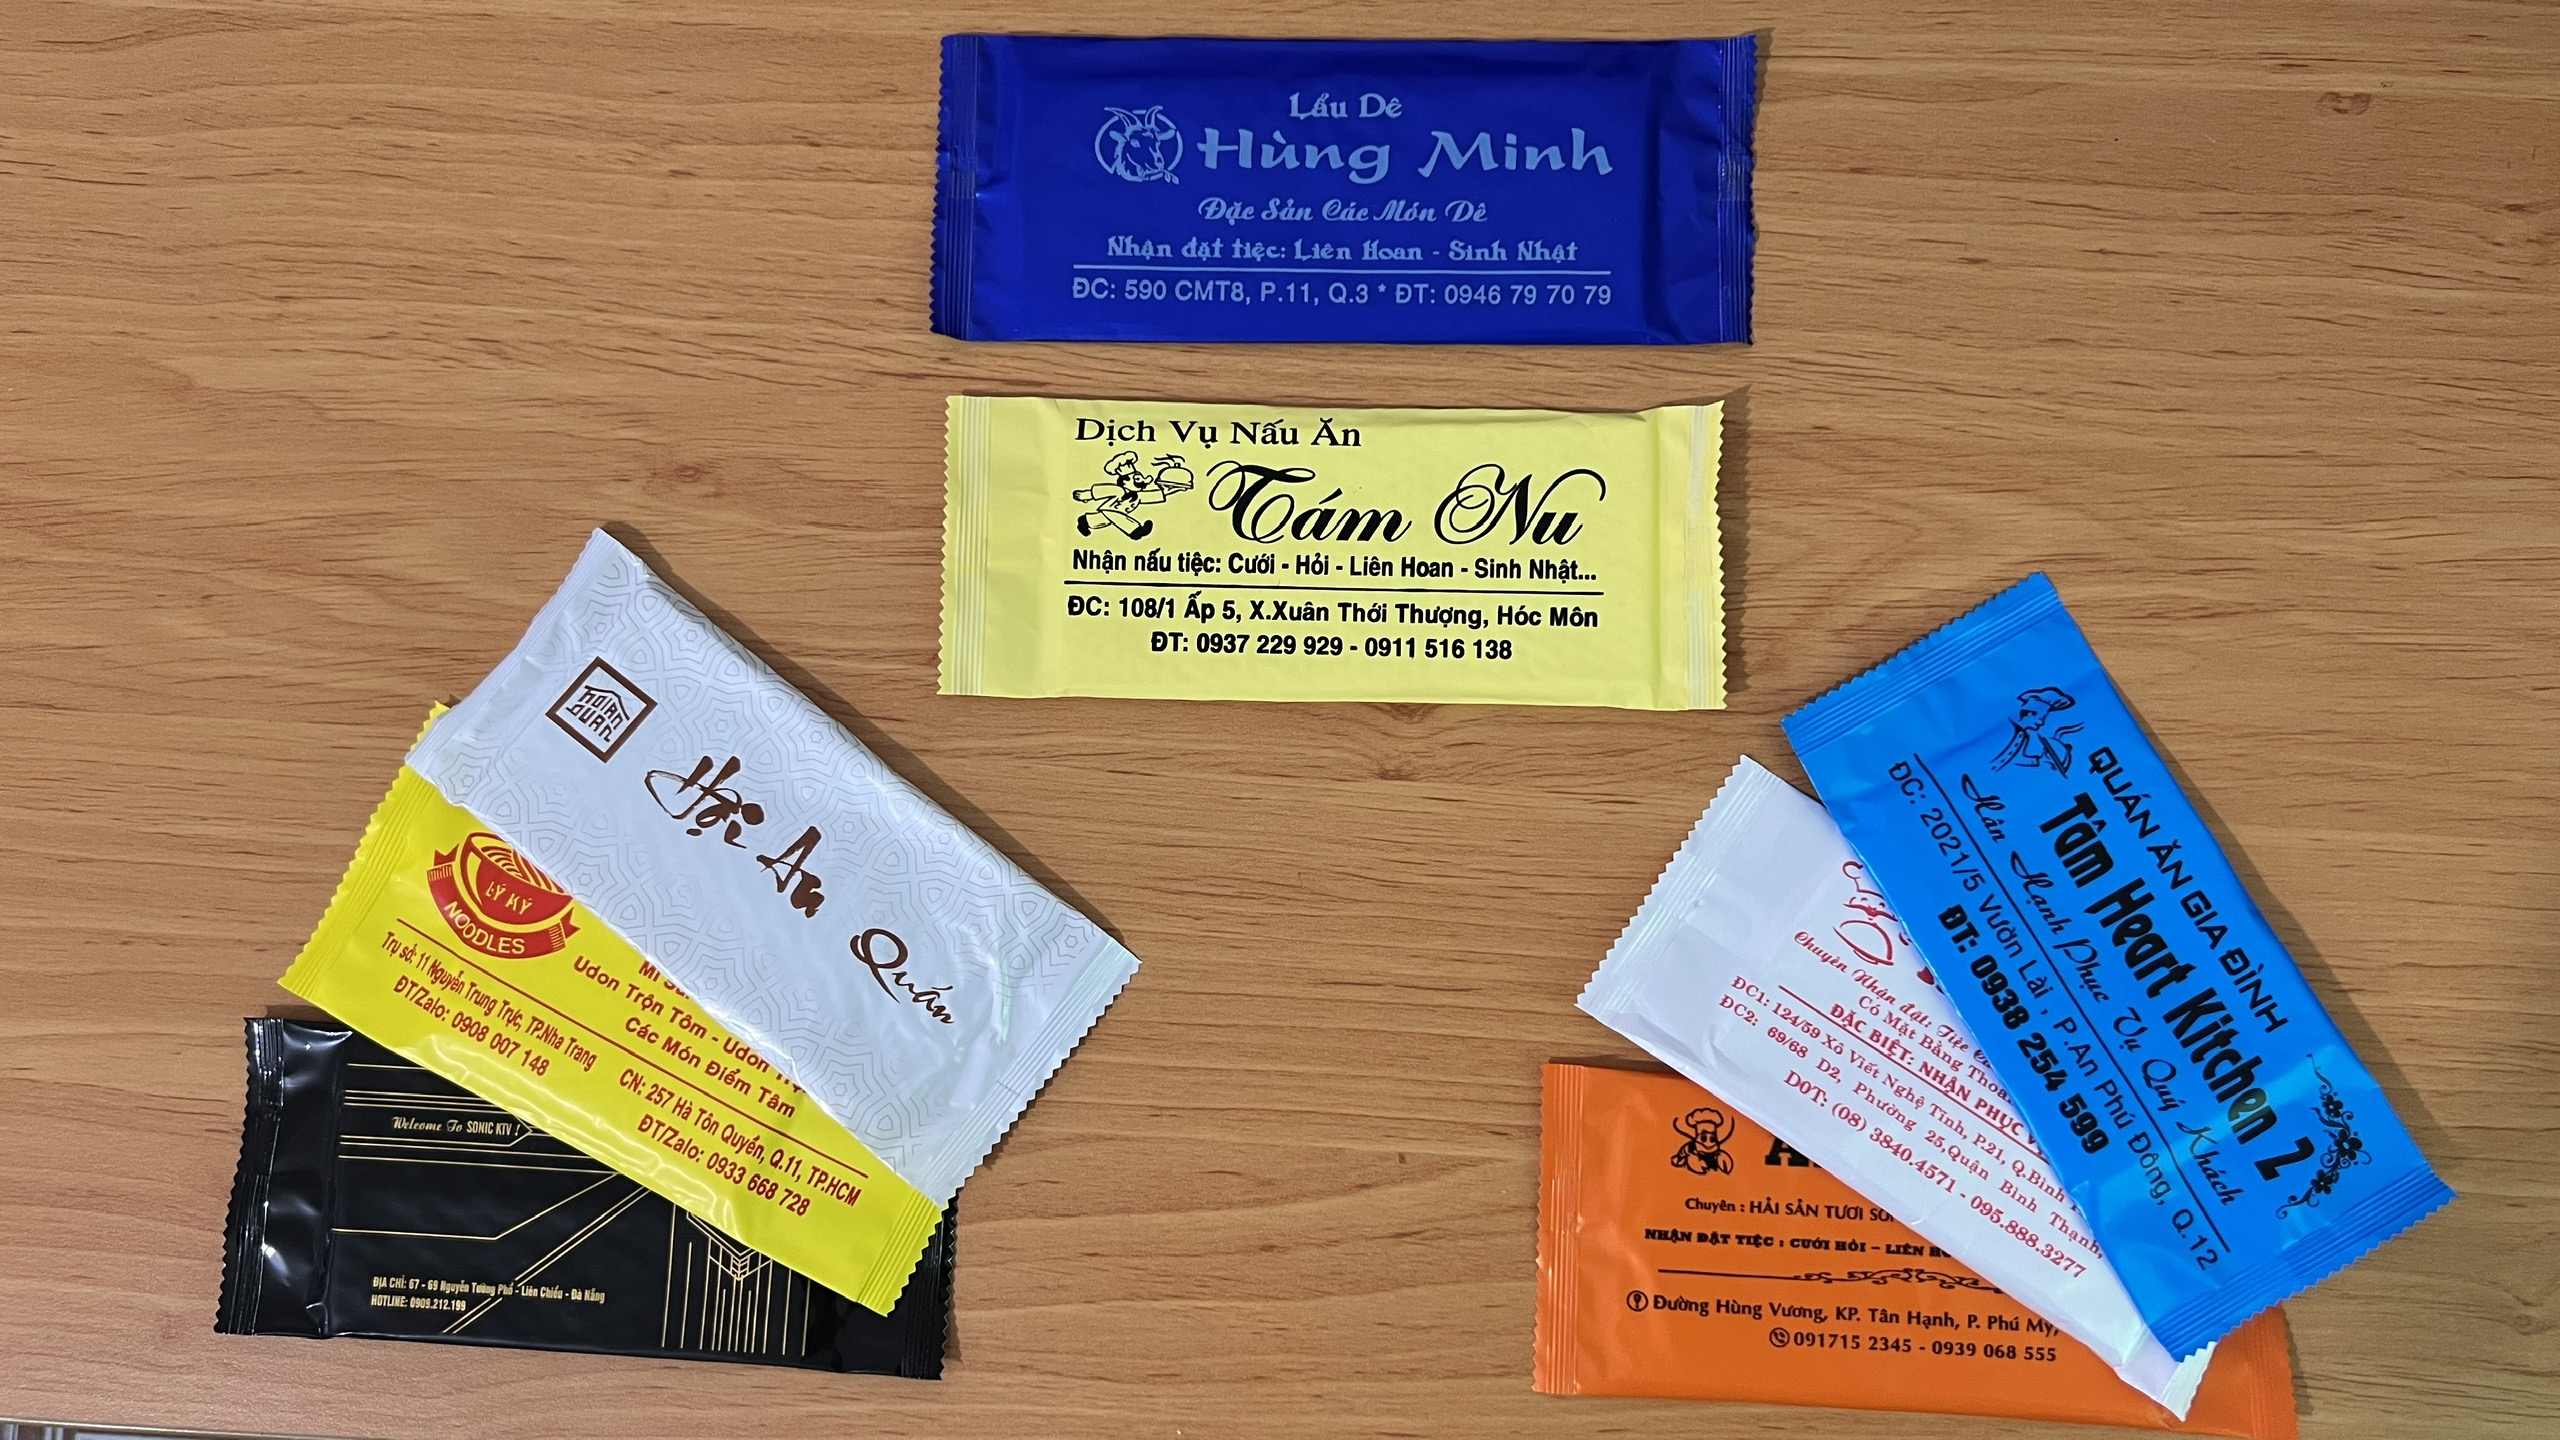 Lẩu Dê
Hùng Minh
Đặc Sản Các Món Dê
Nhận đặt tiệc: Liên Hoan - Sinh Nhật
ĐC: 590 CMT8, P.11, Q.3 * ĐT: 0946 79 70 79
Dịch Vụ Nấu Ăn
Tám Nu
Nhận nấu tiệc: Cưới - Hỏi - Liên Hoan - Sinh Nhật...
ĐC: 108/1 Ấp 5, X.Xuân Thới Thượng, Hóc Môn
ĐT: 0937 229 929 - 0911 516 138
HOIAN
QUAN
Hội An
Quán
LÝ KÝ
NOODLES
Udon Trộn Tôm - Udon
Các Món Điểm Tâm
Trụ sở: 11 Nguyễn Trung Trực, TP.Nha Trang
ĐT/Zalo: 0908 007 148
CN: 257 Hà Tôn Quyền, Q.11, TP.HCM
ĐT/Zalo: 0933 668 728
Welcome To SONIC KTV !
ĐỊA CHỈ: 67 - 69 Nguyễn Tường Phổ - Liên Chiểu - Đà Nẵng
HOTLINE: 0909.212.199
QUÁN ĂN GIA ĐÌNH
Tâm Heart Kitchen 2
Hân Hạnh Phục Vụ Quý Khách
ĐC: 2021/5 Vườn Lài, P.An Phú Đông, Q.12
ĐT: 0938 254 599
Chuyên Nhận đặt: Tiệc
Có Mặt Bằng
ĐẶC BIỆT: NHẬN PHỤC
ĐC1: 124/59 Xô Viết Nghệ Tĩnh, P.21, Q.Bình
ĐC2: 69/68 D2, Phường 25,Quận Bình Thạnh,
DĐT: (08) 3840.4571 - 095.888.3277
Chuyên : HẢI SẢN TƯƠI
NHẬN ĐẶT TIỆC : CƯỚI HỎI - LIÊN
Đường Hùng Vương, KP. Tân Hạnh, P. Phú Mỹ,
091715 2345 - 0939 068 555